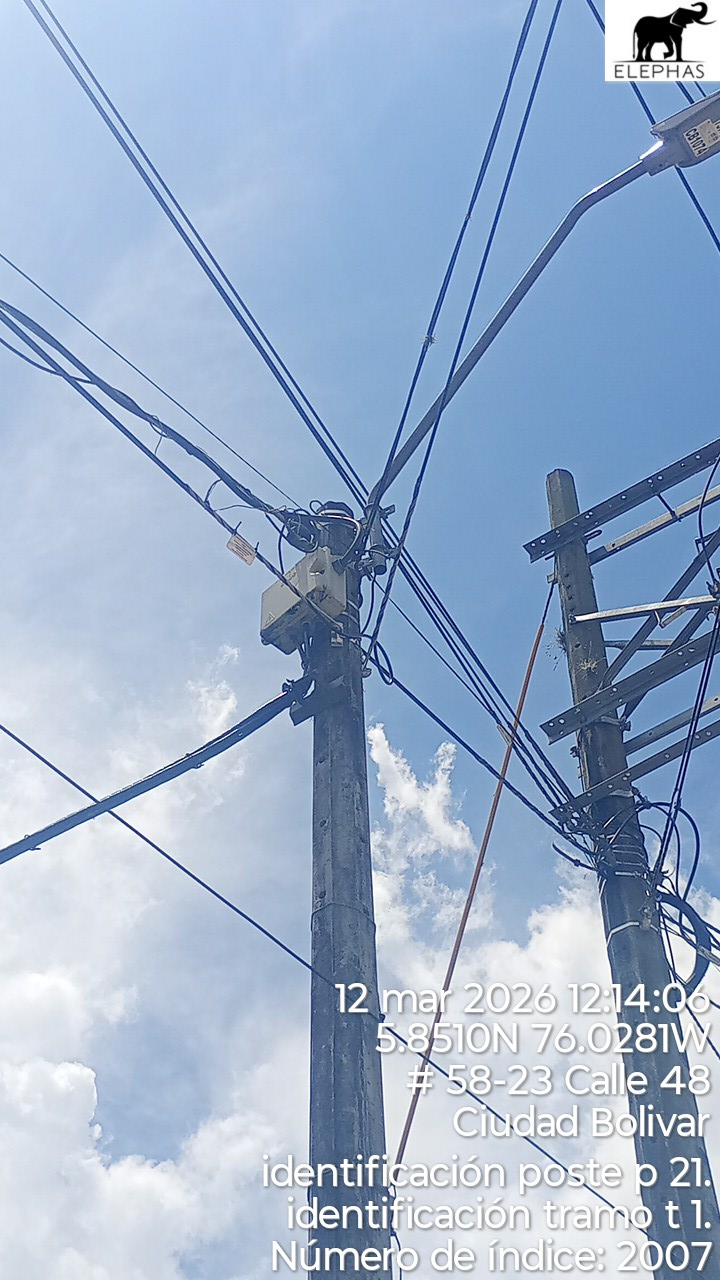 ELEPHAS
CB1074
12 mar 2026 12:14:06
5.8510N 76.0281W
# 58-23 Calle 48
Ciudad Bolivar
identificación poste p 21.
identificación tramo t 1.
Número de índice: 2007